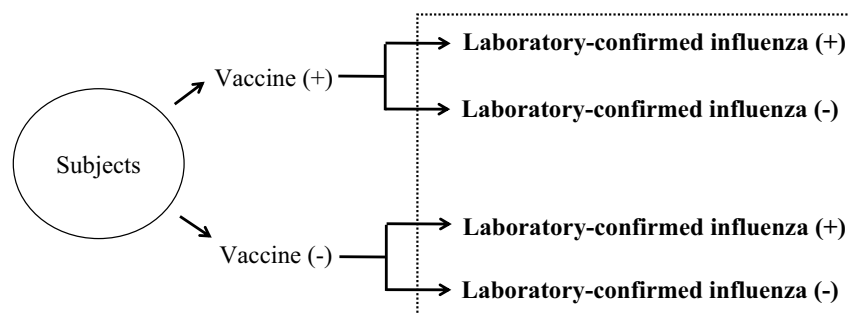 Laboratory-confirmed influenza (+)
Vaccine (+)
Laboratory-confirmed influenza (-)
Subjects
Laboratory-confirmed influenza (+)
Vaccine (-)
Laboratory-confirmed influenza (-)